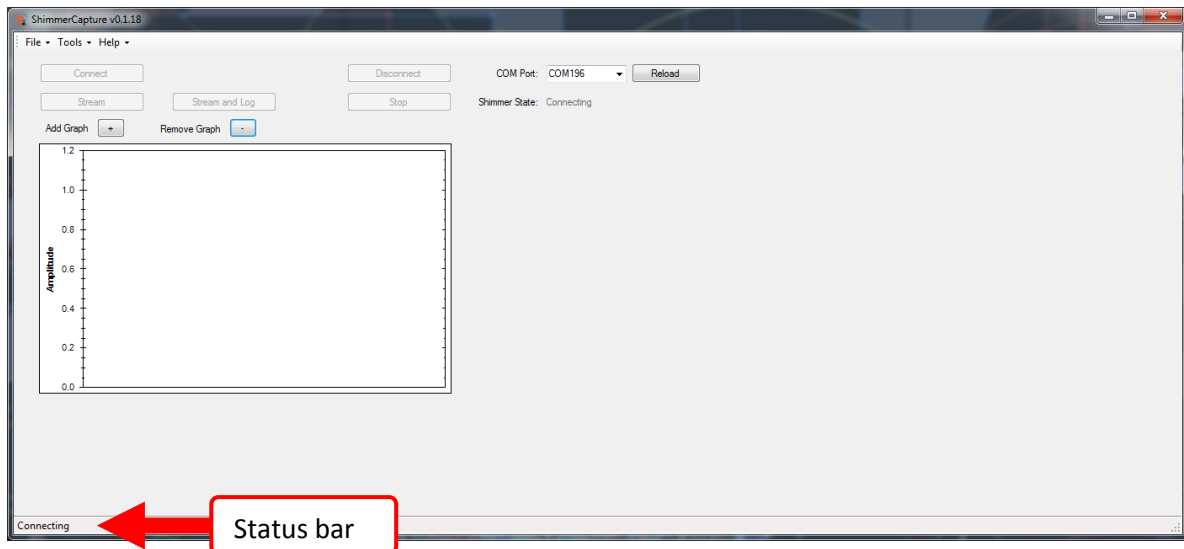 ShimmerCapture v0.1.18
File Tools Help
Connect Disconnect COM Port: COM196 Reload
Stream Stream and Log Stop Shimmer State: Connecting
Add Graph + Remove Graph -
1.2
1.0
0.8
Amplitude
0.6
0.4
0.2
0.0
Connecting
Status bar